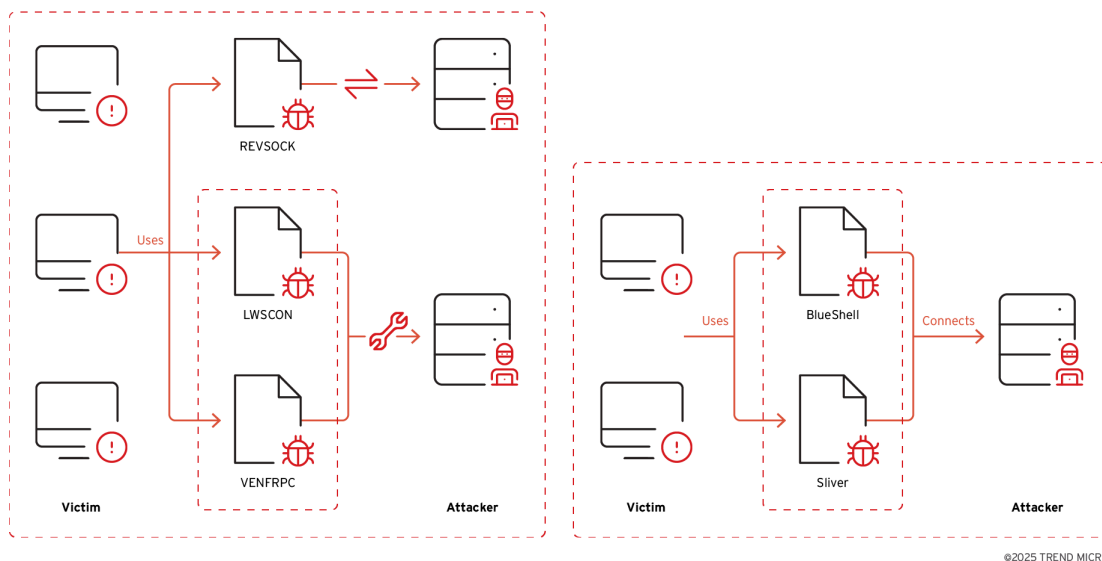 REVSOCK
Uses
LWSCON
VENFRPC
Victim
Attacker
Uses
BlueShell
Connects
Sliver
Victim
Attacker
©2025 TREND MICR